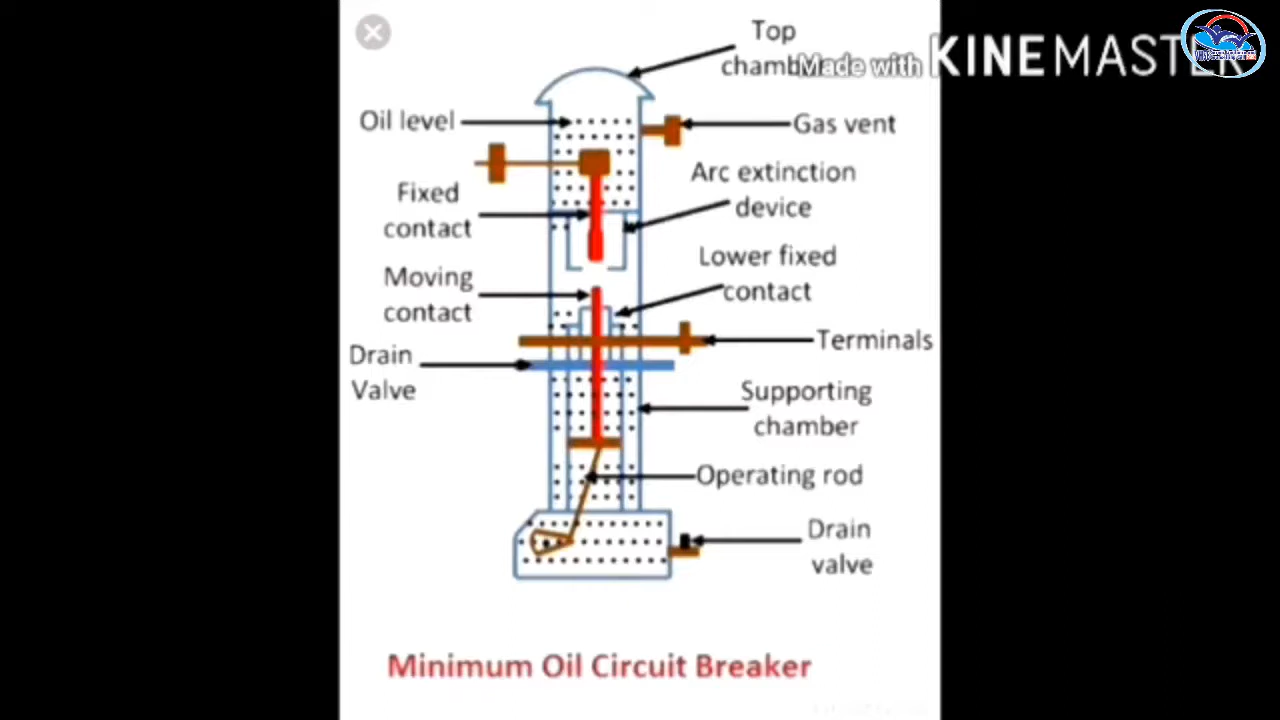 Top
chamber
Made with KINEMASTER
Oil level
Gas vent
Arc extinction
device
Fixed
contact
Lower fixed
contact
Moving
contact
Terminals
Drain
Valve
Supporting
chamber
Operating rod
Drain
valve
Minimum Oil Circuit Breaker